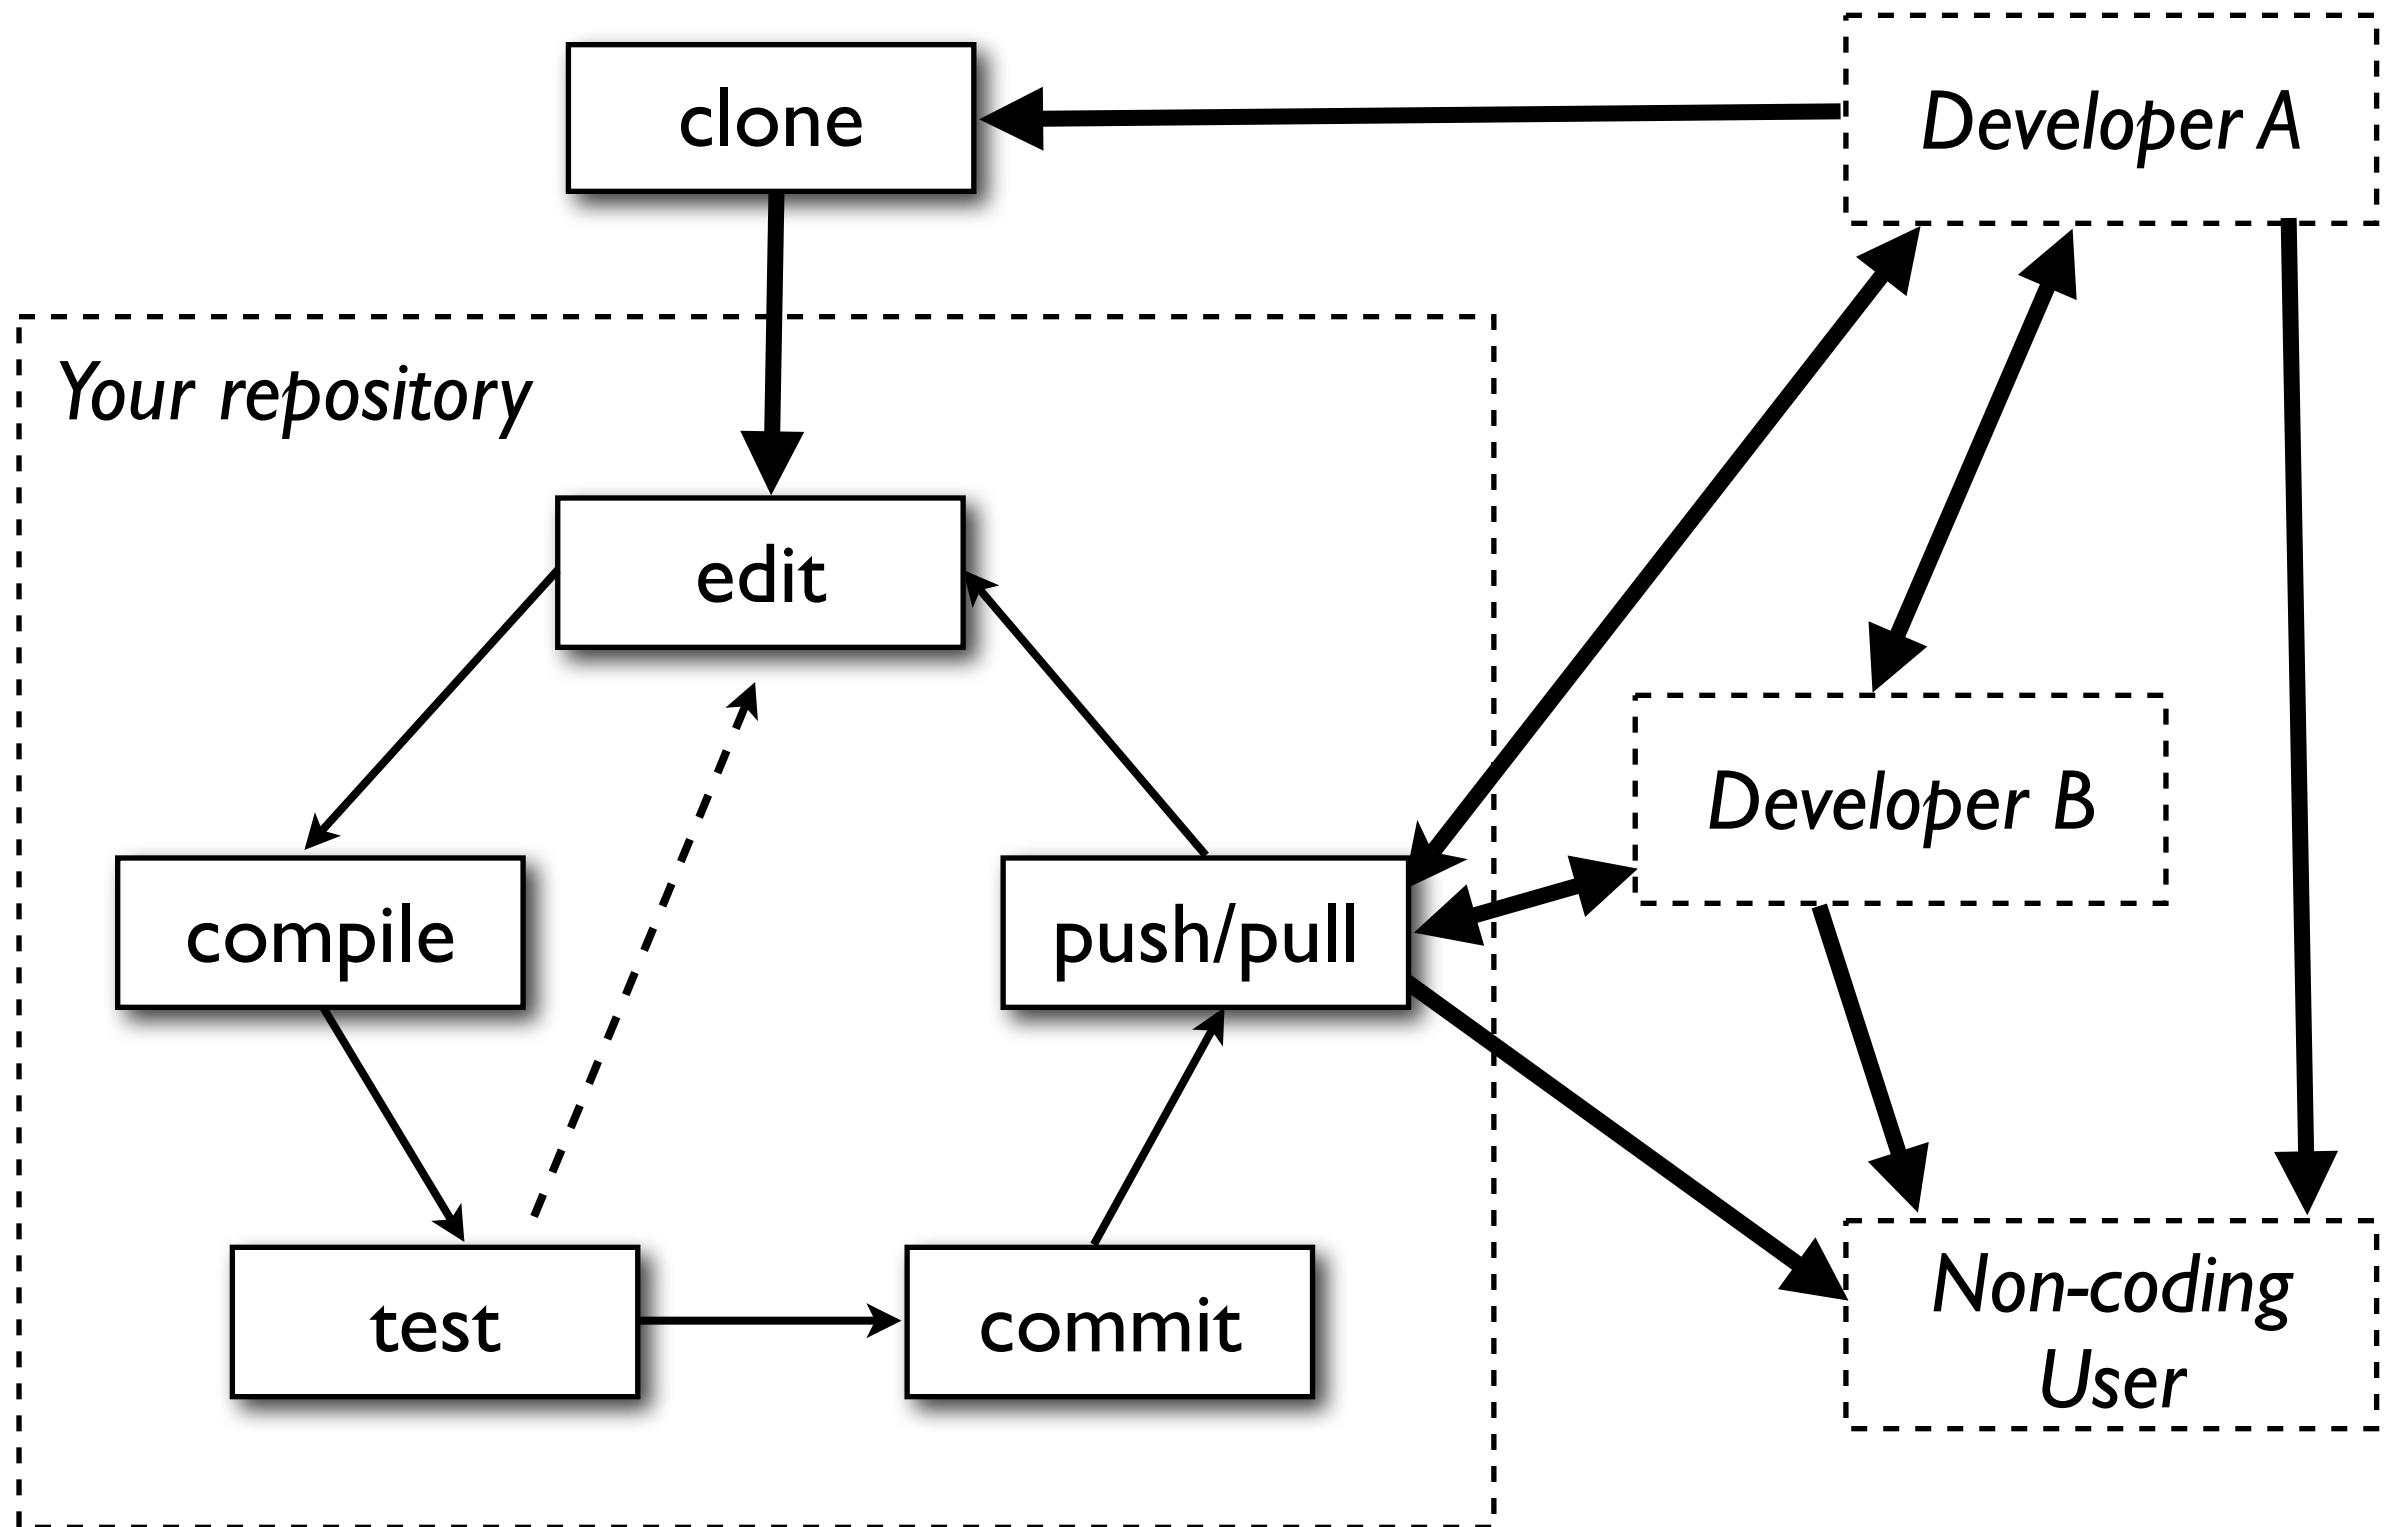 clone
Developer A
Your repository
edit
Developer B
compile
push/pull
test
commit
Non-coding
User